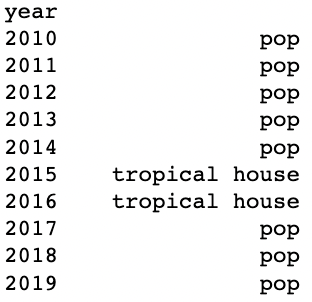 year
2010 pop
2011 pop
2012 pop
2013 pop
2014 pop
2015 tropical house
2016 tropical house
2017 pop
2018 pop
2019 pop